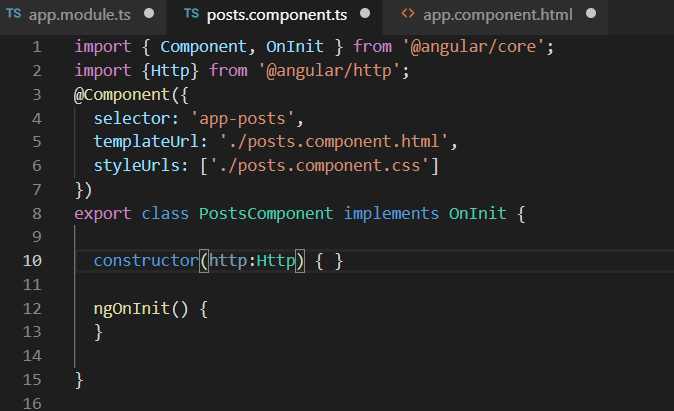 TS app.module.ts TS posts.component.ts <> app.component.html
1 import { Component, OnInit } from '@angular/core';
2 import {Http} from '@angular/http';
3 @Component({
4   selector: 'app-posts',
5   templateUrl: './posts.component.html',
6   styleUrls: ['./posts.component.css']
7 })
8 export class PostsComponent implements OnInit {
9
10   constructor(http:Http) { }
11
12   ngOnInit() {
13   }
14
15 }
16